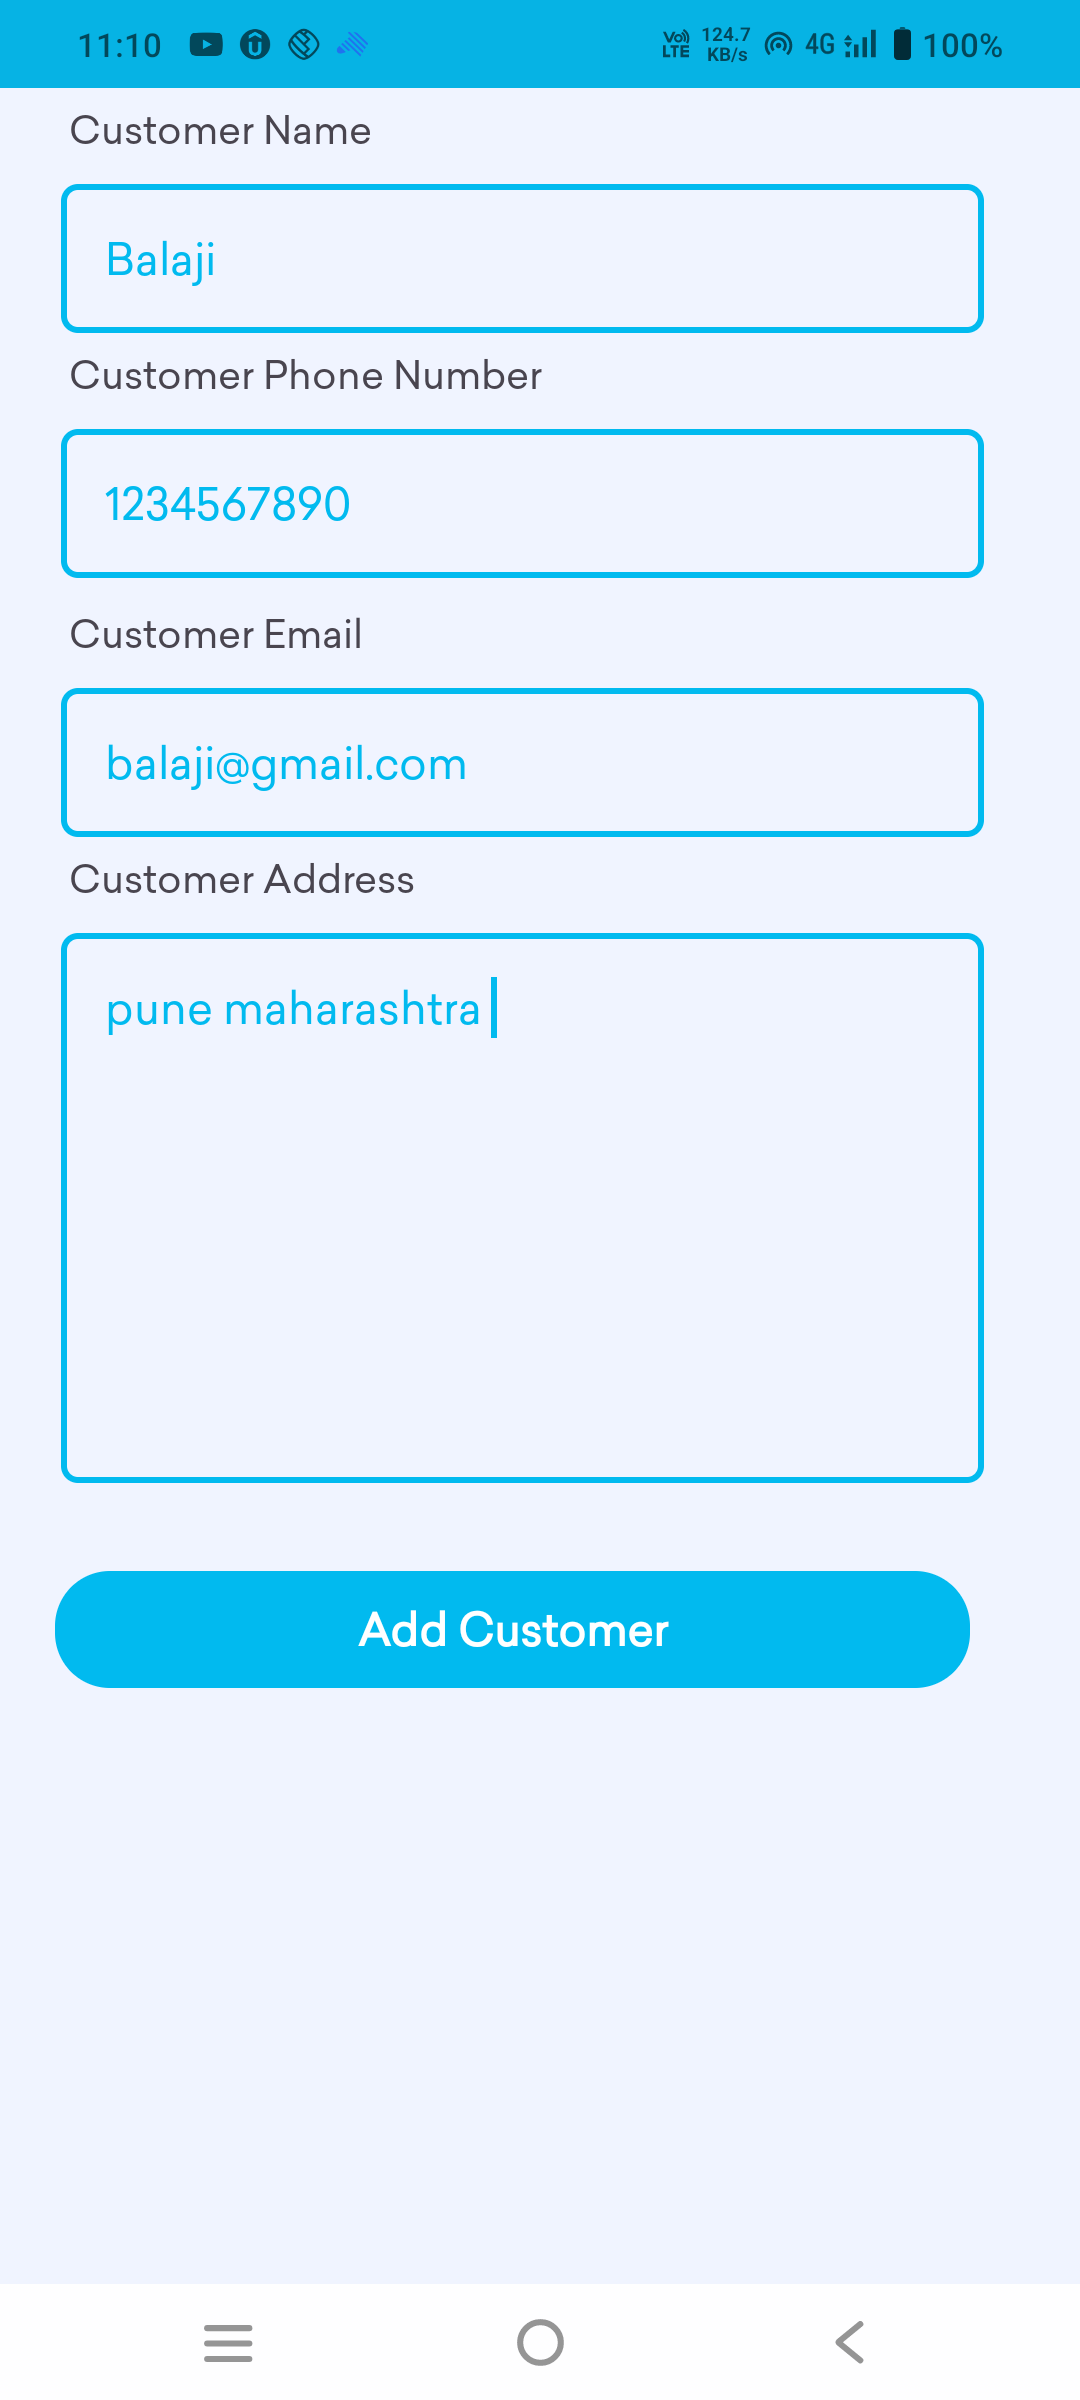 11:10 Vo) LTE 124.7 KB/s 4G 100%
Customer Name
Balaji
Customer Phone Number
1234567890
Customer Email
balaji@gmail.com
Customer Address
pune maharashtra
Add Customer